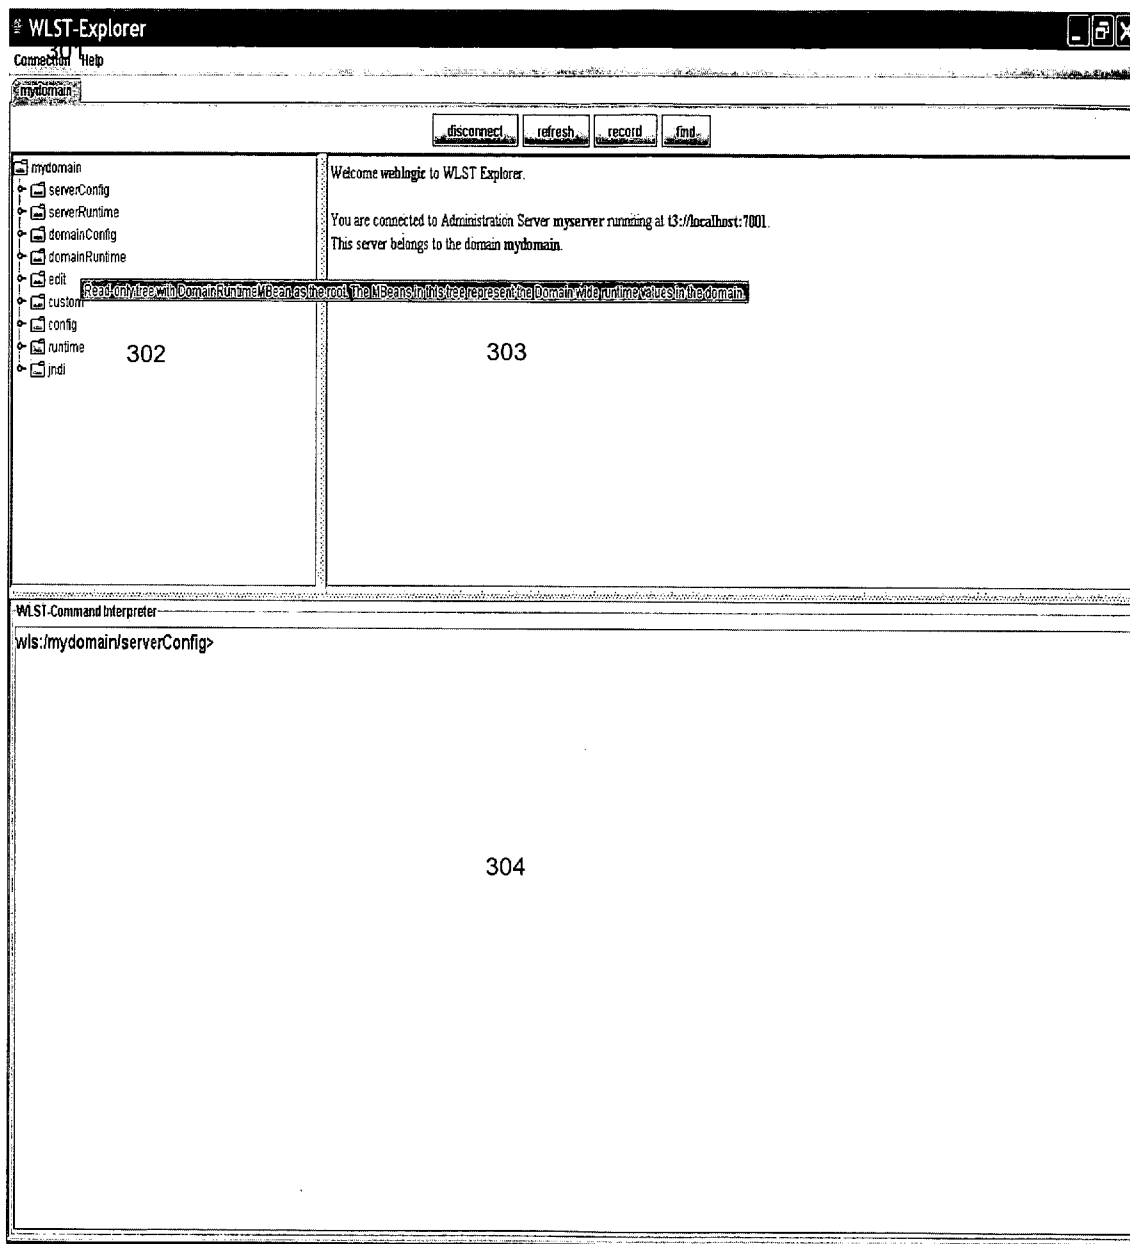 WLST-Explorer
301
Connection Help
mydomain
disconnect refresh record find
mydomain
serverConfig
serverRuntime
domainConfig
domainRuntime
edit
custom
config
runtime
jndi
302
Welcome weblogic to WLST Explorer.
You are connected to Administration Server myserver running at t3://localhost:7001.
This server belongs to the domain mydomain.
Read-only tree with DomainRuntimeMBean as the root. The MBeans in this tree represent the Domain wide runtime values in the domain.
303
WLST-Command Interpreter
wls:/mydomain/serverConfig>
304